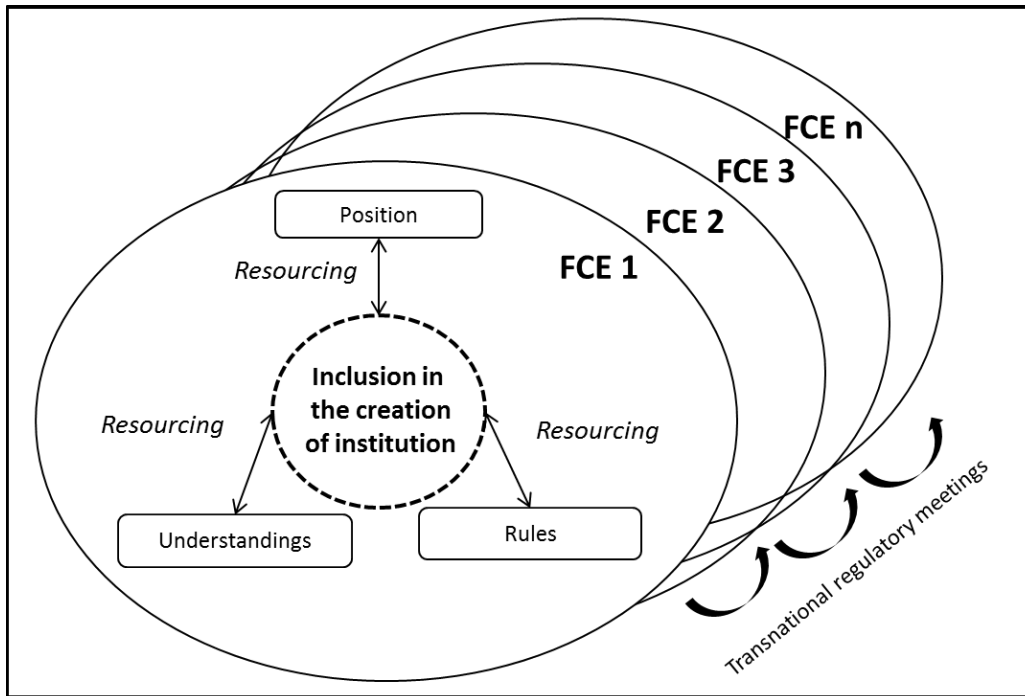 FCE n
FCE 3
FCE 2
FCE 1
Position
Resourcing
Inclusion in
the creation
of institution
Resourcing
Resourcing
Understandings
Rules
Transnational regulatory meetings